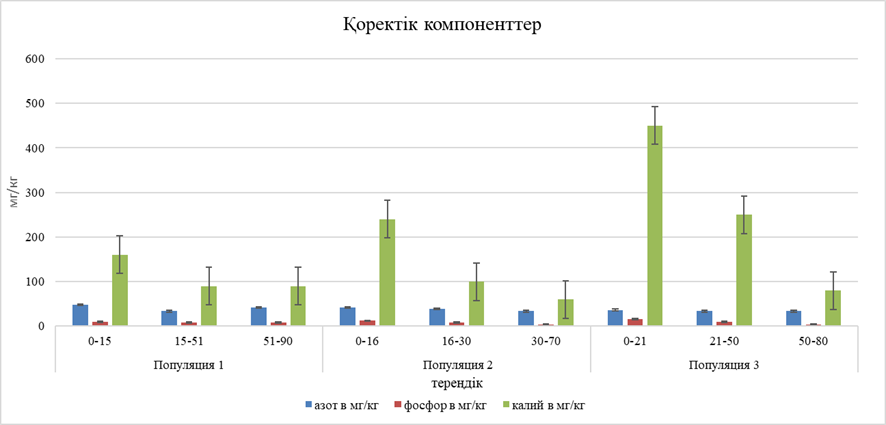 Қоректік компоненттер
600
500
400
300
200
100
0
мг/кг
0-15 15-51 51-90 0-16 16-30 30-70 0-21 21-50 50-80
Популяция 1 Популяция 2 Популяция 3
терендік
азот в мг/кг фосфор в мг/кг калий в мг/кг